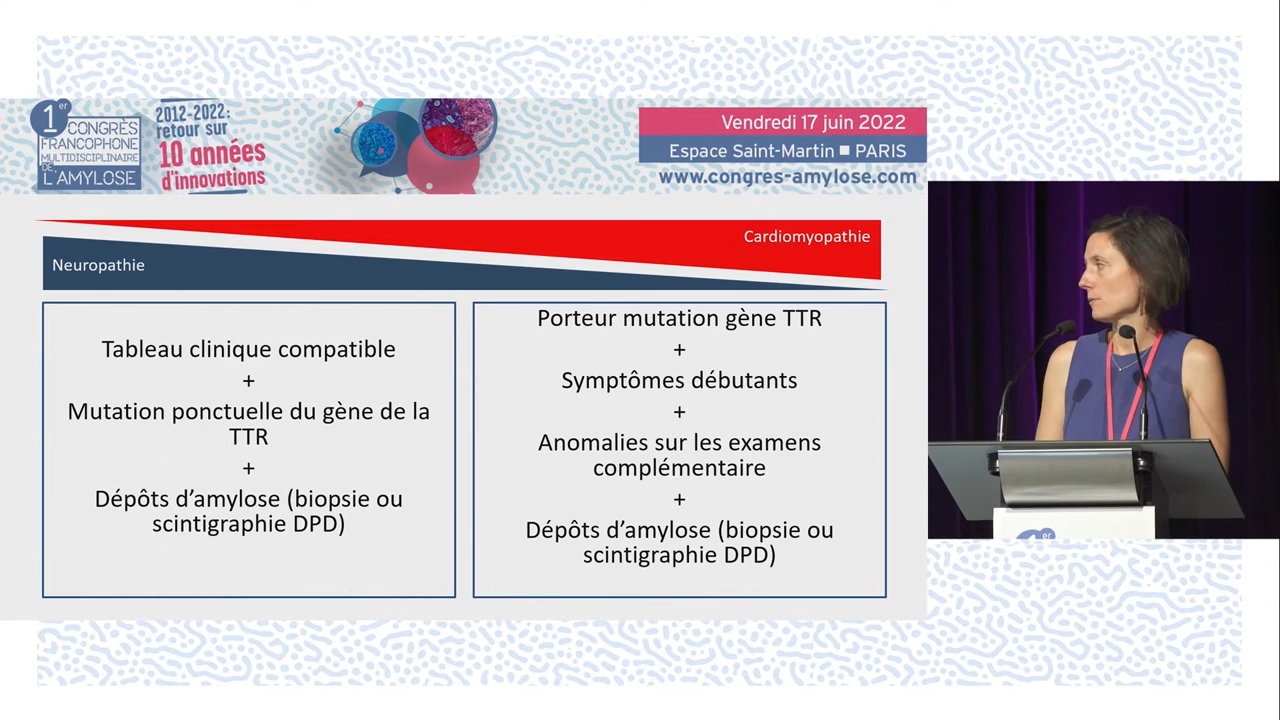 1er
CONGRÈS
FRANCOPHONE
MULTIDISCIPLINAIRE
DE
L'AMYLOSE
2012-2022:
retour sur
10 années
d'innovations
Vendredi 17 juin 2022
Espace Saint-Martin ■ PARIS
www.congres-amylose.com
Cardiomyopathie
Neuropathie
Tableau clinique compatible
+
Mutation ponctuelle du gène de la
TTR
+
Dépôts d'amylose (biopsie ou
scintigraphie DPD)
Porteur mutation gène TTR
+
Symptômes débutants
+
Anomalies sur les examens
complémentaire
+
Dépôts d'amylose (biopsie ou
scintigraphie DPD)
1er